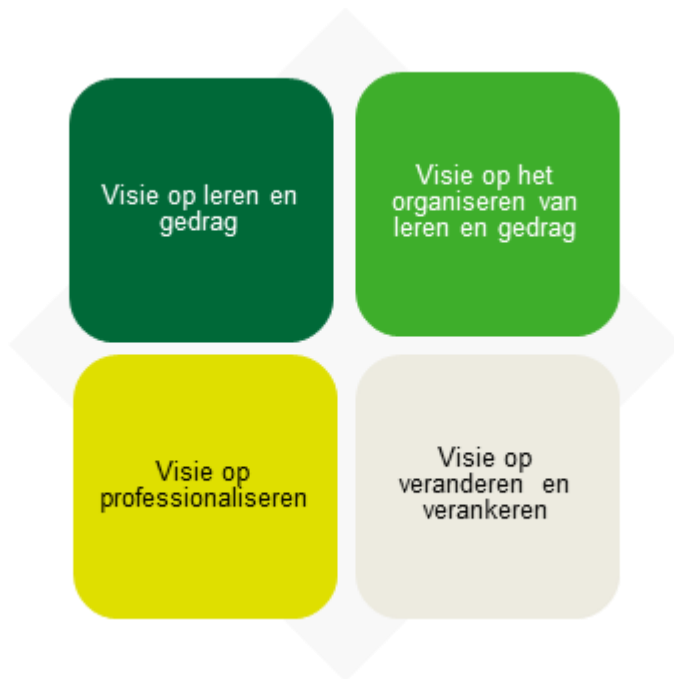 Visie op leren en
gedrag
Visie op het
organiseren van
leren en gedrag
Visie op
professionaliseren
Visie op
veranderen en
verankeren